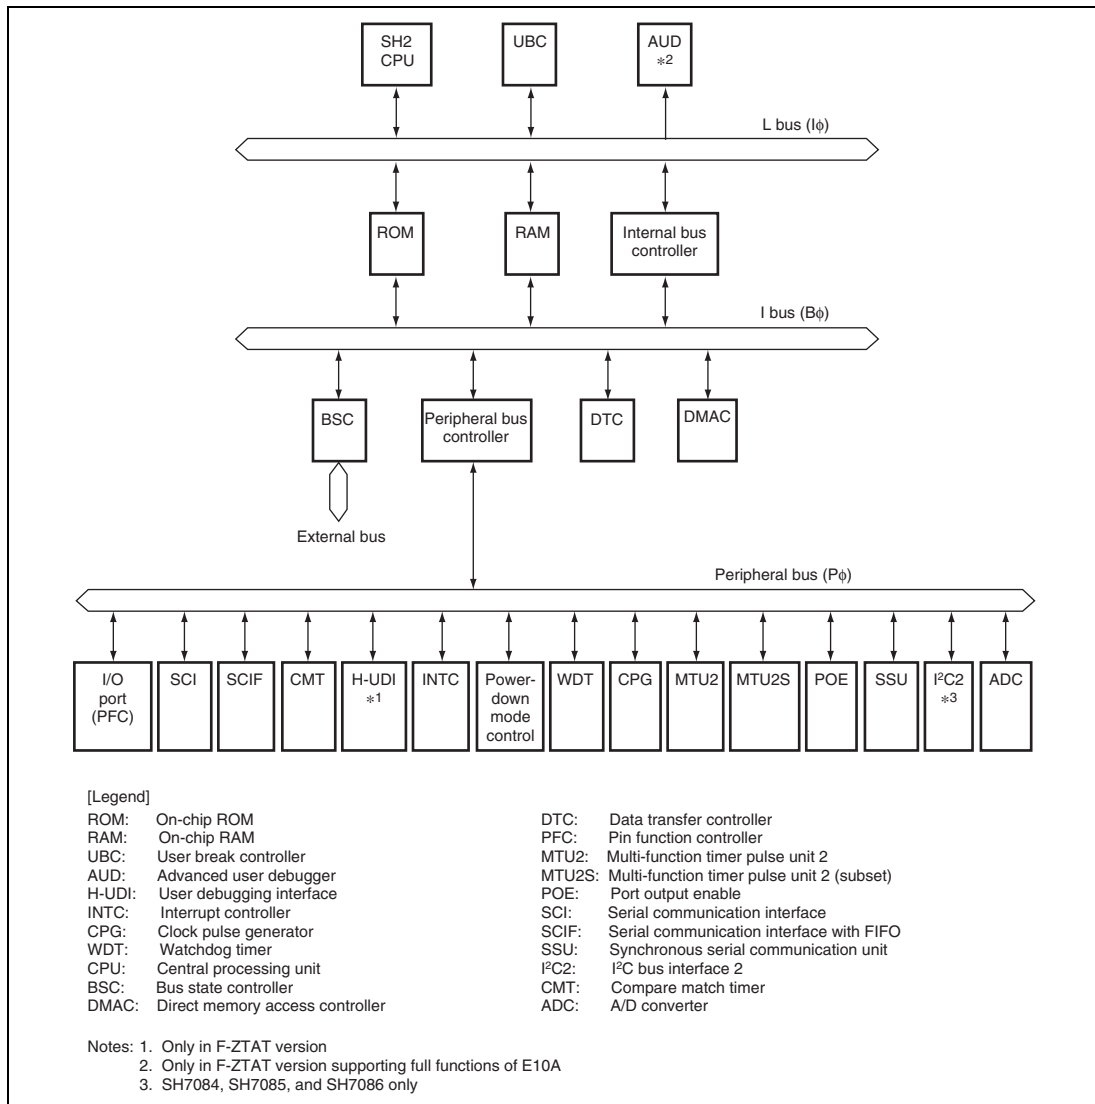 SH2
CPU
UBC
AUD
*2
L bus (Iϕ)
ROM
RAM
Internal bus
controller
I bus (Bϕ)
BSC
Peripheral bus
controller
DTC
DMAC
External bus
Peripheral bus (Pϕ)
I/O
port
(PFC)
SCI
SCIF
CMT
H-UDI
*1
INTC
Power-
down
mode
control
WDT
CPG
MTU2
MTU2S
POE
SSU
I²C2
*3
ADC
[Legend]
ROM: On-chip ROM
RAM: On-chip RAM
UBC: User break controller
AUD: Advanced user debugger
H-UDI: User debugging interface
INTC: Interrupt controller
CPG: Clock pulse generator
WDT: Watchdog timer
CPU: Central processing unit
BSC: Bus state controller
DMAC: Direct memory access controller
DTC: Data transfer controller
PFC: Pin function controller
MTU2: Multi-function timer pulse unit 2
MTU2S: Multi-function timer pulse unit 2 (subset)
POE: Port output enable
SCI: Serial communication interface
SCIF: Serial communication interface with FIFO
SSU: Synchronous serial communication unit
I²C2: I²C bus interface 2
CMT: Compare match timer
ADC: A/D converter
Notes: 1. Only in F-ZTAT version
2. Only in F-ZTAT version supporting full functions of E10A
3. SH7084, SH7085, and SH7086 only